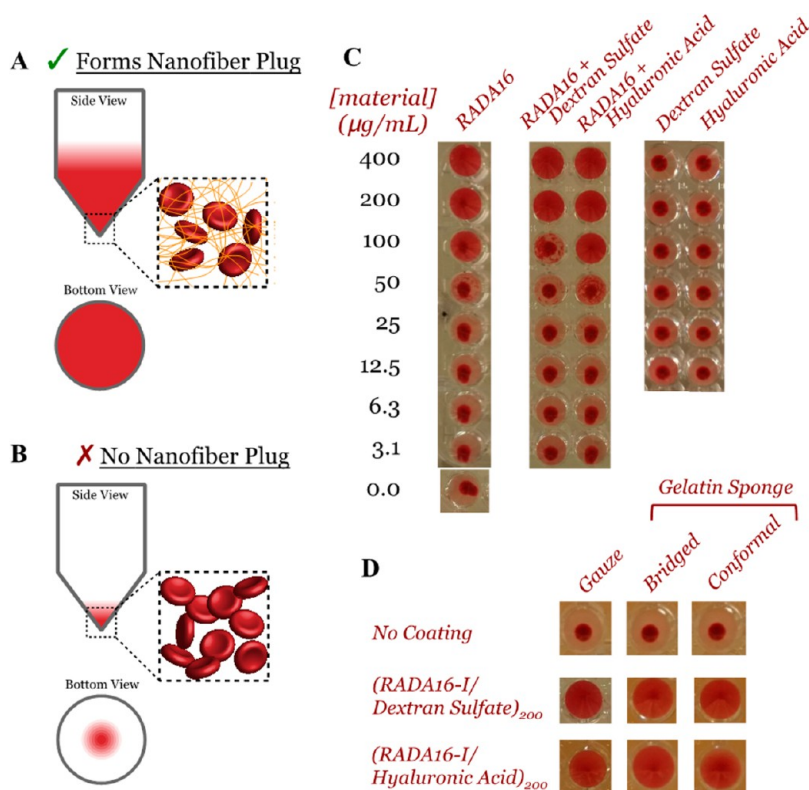 A ✓ Forms Nanofiber Plug
Side View
Bottom View
B ✗ No Nanofiber Plug
Side View
Bottom View
C
[material]
(µg/mL)
RADA16
RADA16 +
Dextran Sulfate
RADA16 +
Hyaluronic Acid
Dextran Sulfate
Hyaluronic Acid
400
200
100
50
25
12.5
6.3
3.1
0.0
Gelatin Sponge
D
Gauze
Bridged
Conformal
No Coating
(RADA16-I/
Dextran Sulfate)200
(RADA16-I/
Hyaluronic Acid)200